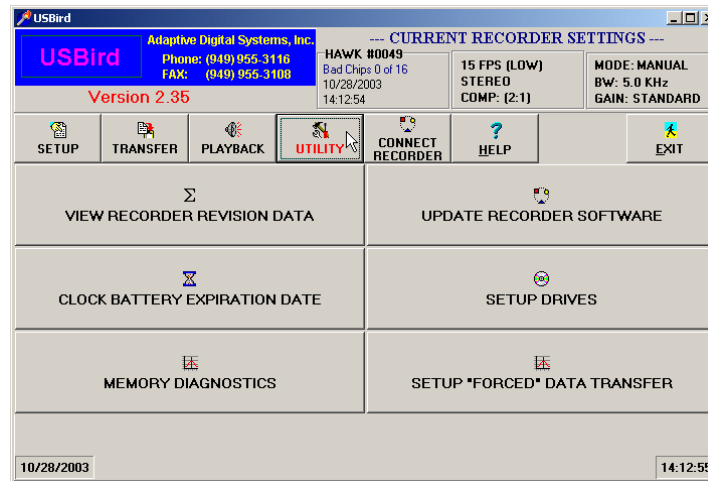 USBird
USBird
Version 2.35
Adaptive Digital Systems, Inc.
Phone: (949) 955-3116
FAX: (949) 955-3108
--- CURRENT RECORDER SETTINGS ---
HAWK #0049
Bad Chips 0 of 16
10/28/2003
14:12:54
15 FPS (LOW)
STEREO
COMP: (2:1)
MODE: MANUAL
BW: 5.0 KHz
GAIN: STANDARD
SETUP
TRANSFER
PLAYBACK
UTILITY
CONNECT
RECORDER
HELP
EXIT
VIEW RECORDER REVISION DATA
UPDATE RECORDER SOFTWARE
CLOCK BATTERY EXPIRATION DATE
SETUP DRIVES
MEMORY DIAGNOSTICS
SETUP "FORCED" DATA TRANSFER
10/28/2003
14:12:55